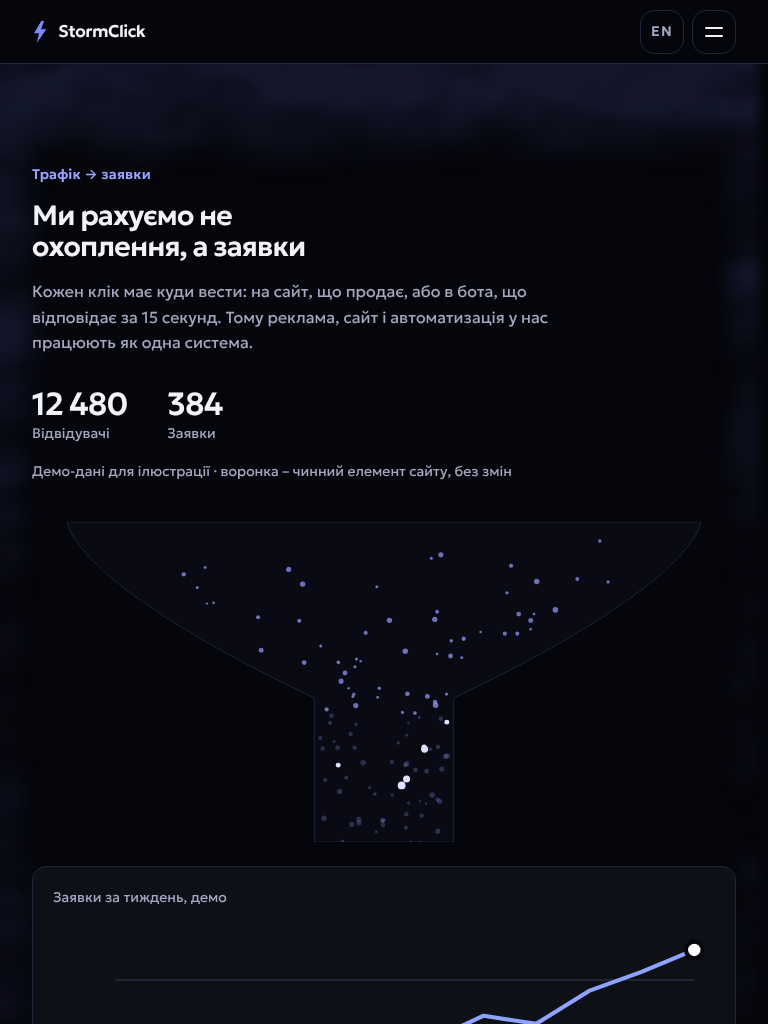 StormClick
EN
Трафік → заявки
Ми рахуємо не
охоплення, а заявки
Кожен клік має куди вести: на сайт, що продає, або в бота, що
відповідає за 15 секунд. Тому реклама, сайт і автоматизація у нас
працюють як одна система.
12 480
384
Відвідувачі
Заявки
Демо-дані для ілюстрації · воронка – чинний елемент сайту, без змін
Заявки за тиждень, демо